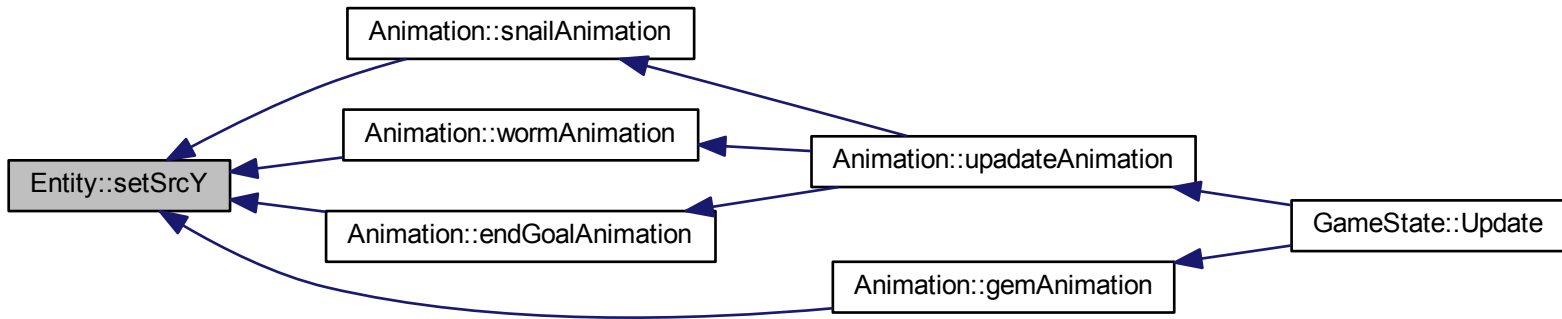 Animation::snailAnimation
Animation::wormAnimation
Entity::setSrcY
Animation::upadateAnimation
Animation::endGoalAnimation
GameState::Update
Animation::gemAnimation